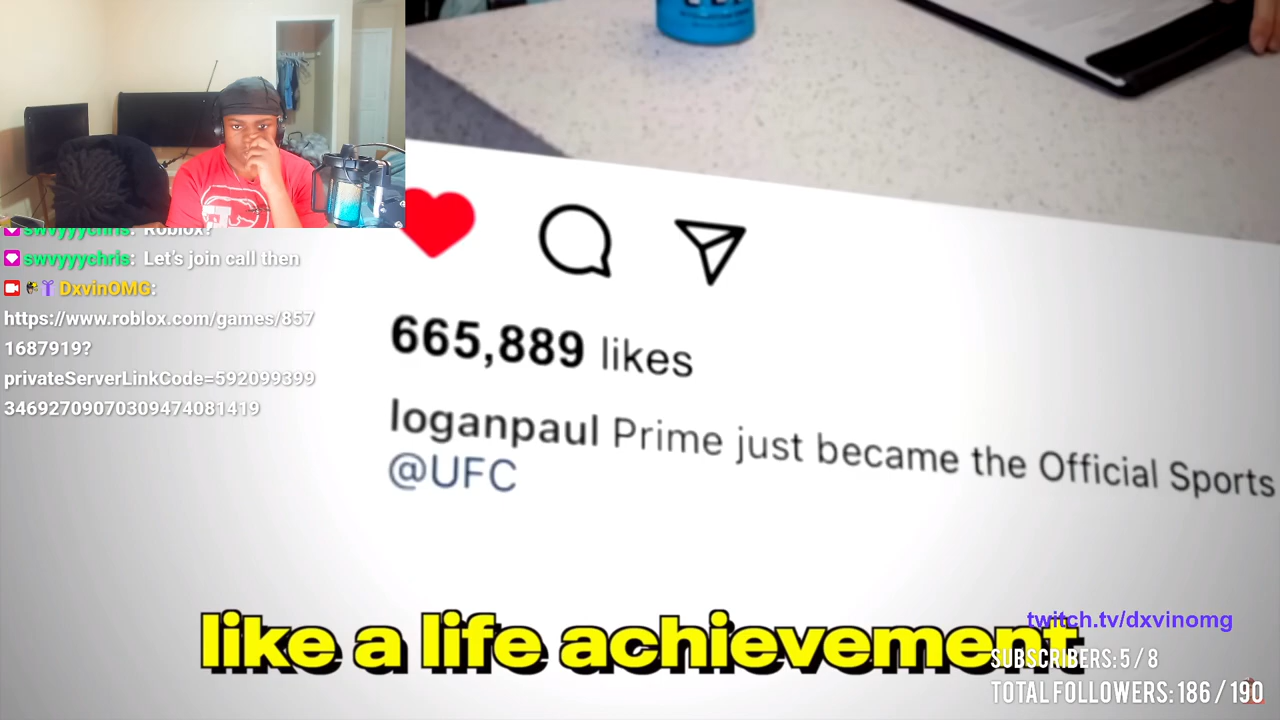 swvyyychris: Roblox?
swvyyychris: Let's join call then
DxvinOMG:
https://www.roblox.com/games/857
1687919?
privateServerLinkCode=592099399
34692709070309474081419
665,889 likes
loganpaul Prime just became the Official Sports
@UFC
like a life achievement
twitch.tv/dxvinomg
SUBSCRIBERS: 5 / 8
TOTAL FOLLOWERS: 186 / 190